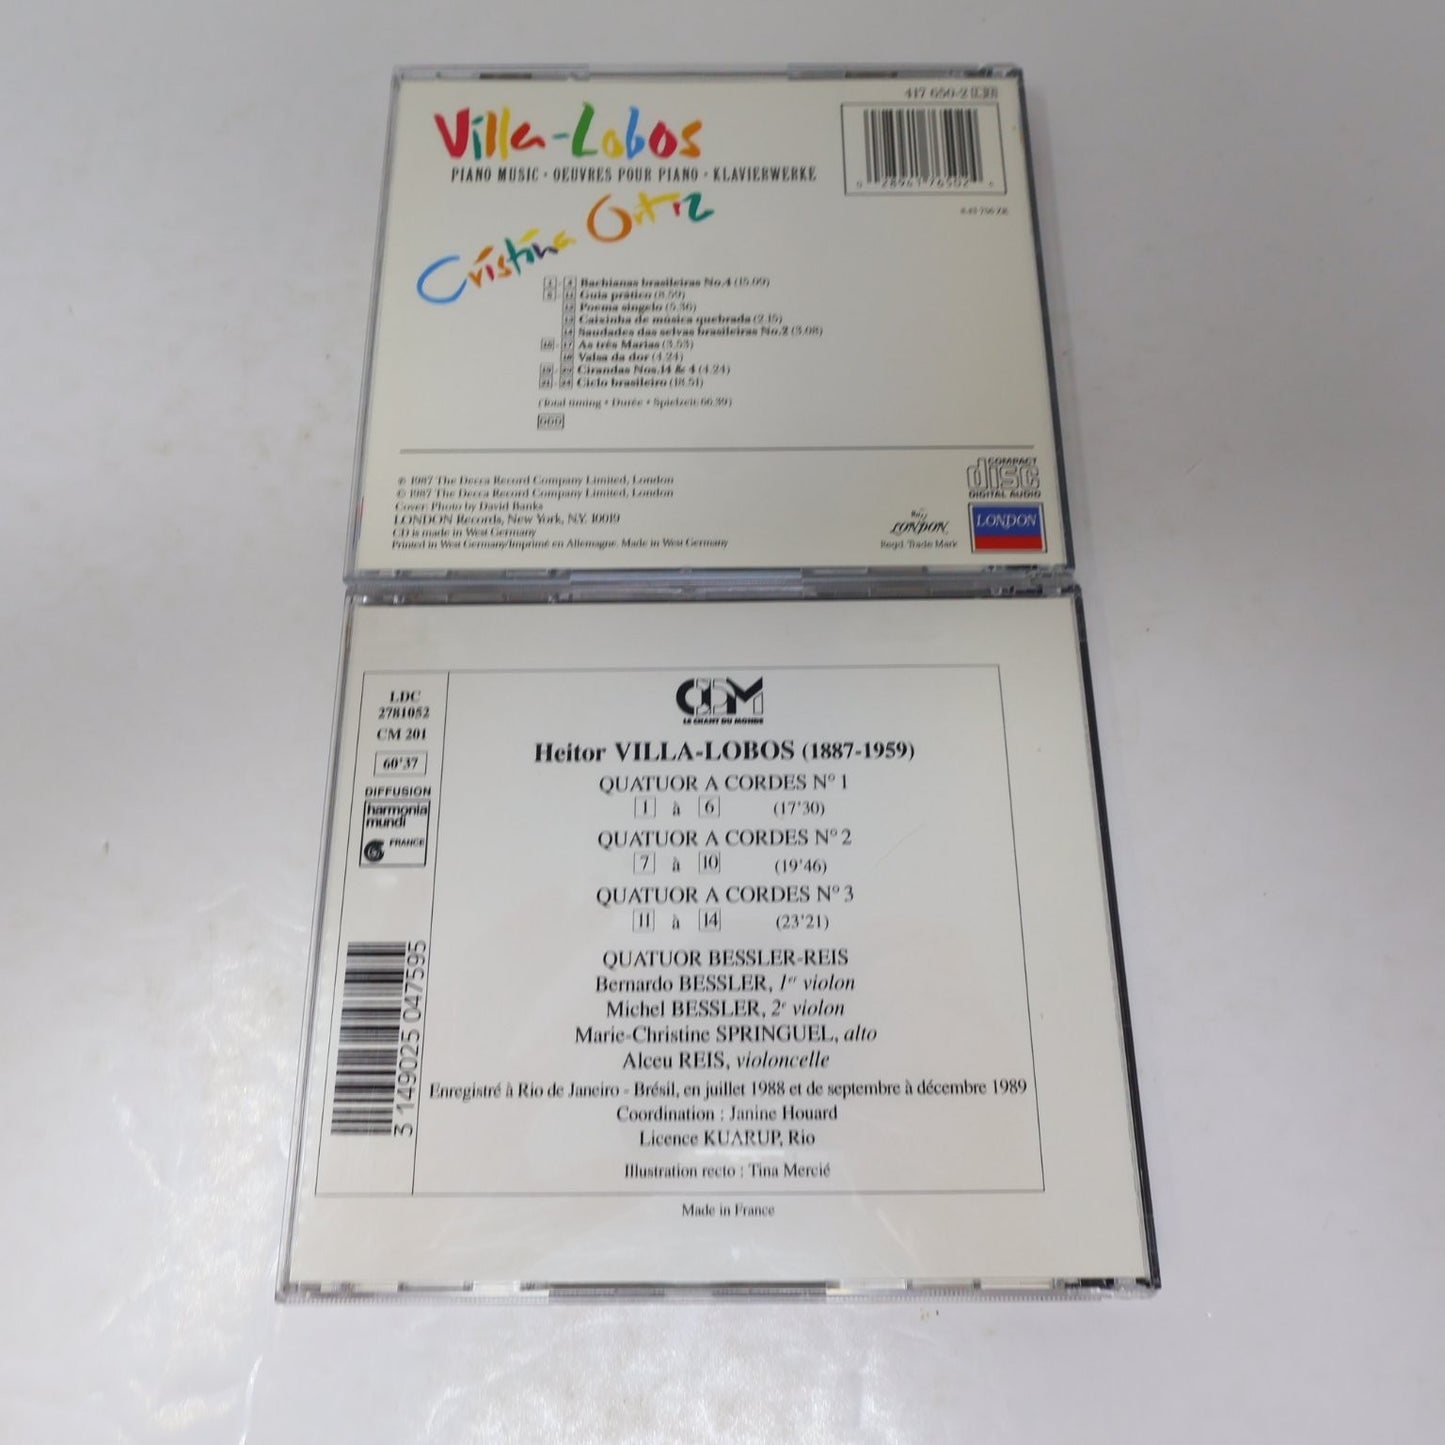 417 650-2
Villa-Lobos
PIANO MUSIC · OEUVRES POUR PIANO · KLAVIERWERKE
Cristina Ortiz
Bachianas brasileiras No.4 (15.09)
Guia prático (8.59)
Poema singelo (5.36)
Caixinha de música quebrada (2.15)
Saudades das selvas brasileiras No.2 (3.08)
As três Marias (3.53)
Valsa da dor (4.24)
Cirandas Nos.14 & 4 (4.24)
Ciclo brasileiro (18.51)
(Total timing • Durée • Spielzeit: 66.39)
DDD
℗ 1987 The Decca Record Company Limited, London
© 1987 The Decca Record Company Limited, London
Cover: Photo by David Banks
LONDON Records, New York, N.Y. 10019
CD is made in West Germany
Printed in West Germany/Imprimé en Allemagne. Made in West Germany
COMPACT
disc
DIGITAL AUDIO
LONDON
Regd. Trade Mark
LONDON
LDC
2781052
CM 201
60'37
DIFFUSION
harmonia
mundi
FRANCE
3 149025 047595
CDM
LE CHANT DU MONDE
Heitor VILLA-LOBOS (1887-1959)
QUATUOR A CORDES N° 1
1 à 6 (17'30)
QUATUOR A CORDES N° 2
7 à 10 (19'46)
QUATUOR A CORDES N° 3
11 à 14 (23'21)
QUATUOR BESSLER-REIS
Bernardo BESSLER, 1er violon
Michel BESSLER, 2e violon
Marie-Christine SPRINGUEL, alto
Alceu REIS, violoncelle
Enregistré à Rio de Janeiro - Brésil, en juillet 1988 et de septembre à décembre 1989
Coordination : Janine Houard
Licence KUARUP, Rio
Illustration recto : Tina Mercié
Made in France